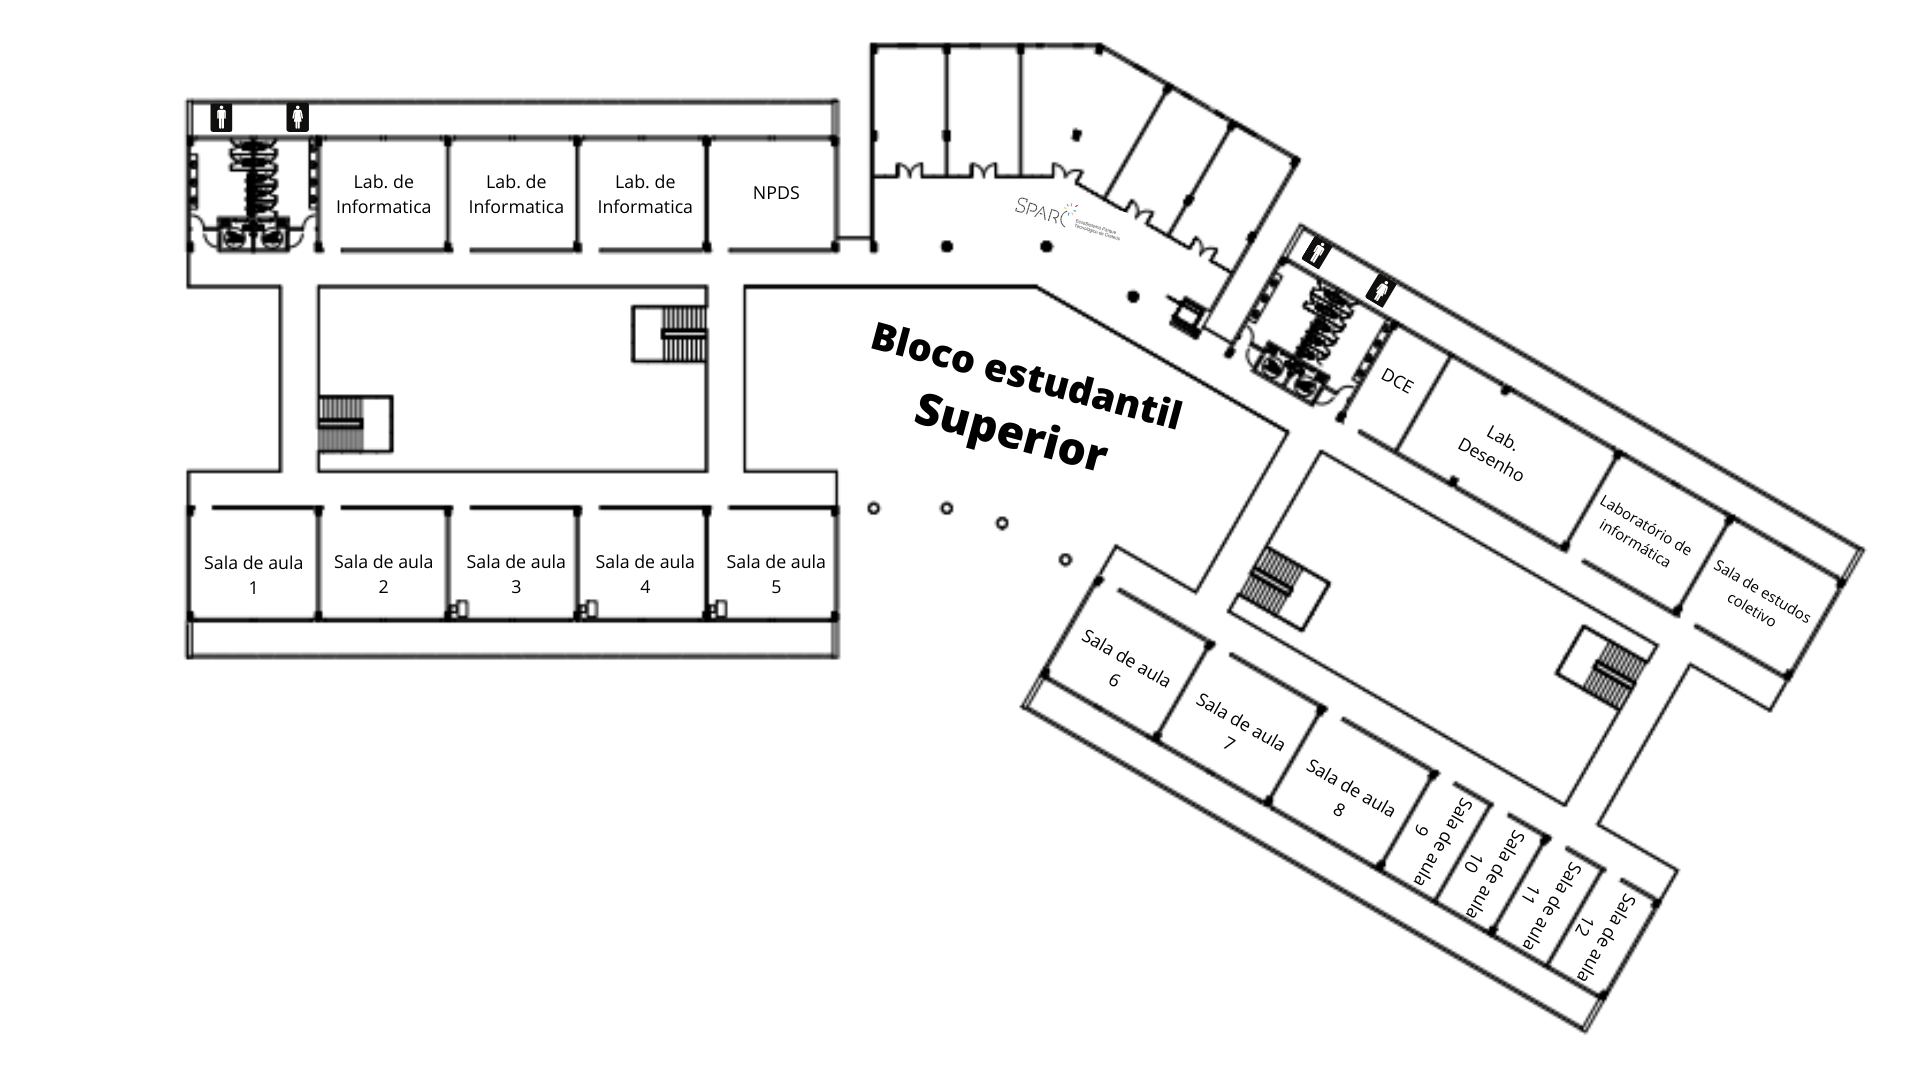 Lab. de
Informatica
Lab. de
Informatica
Lab. de
Informatica
NPDS
SPARC
Bloco estudantil
Superior
DCE
Lab.
Desenho
Laboratório de
informática
Sala de estudos
coletivo
Sala de aula
1
Sala de aula
2
Sala de aula
3
Sala de aula
4
Sala de aula
5
Sala de aula
6
Sala de aula
7
Sala de aula
8
Sala de aula
9
Sala de aula
10
Sala de aula
11
Sala de aula
12